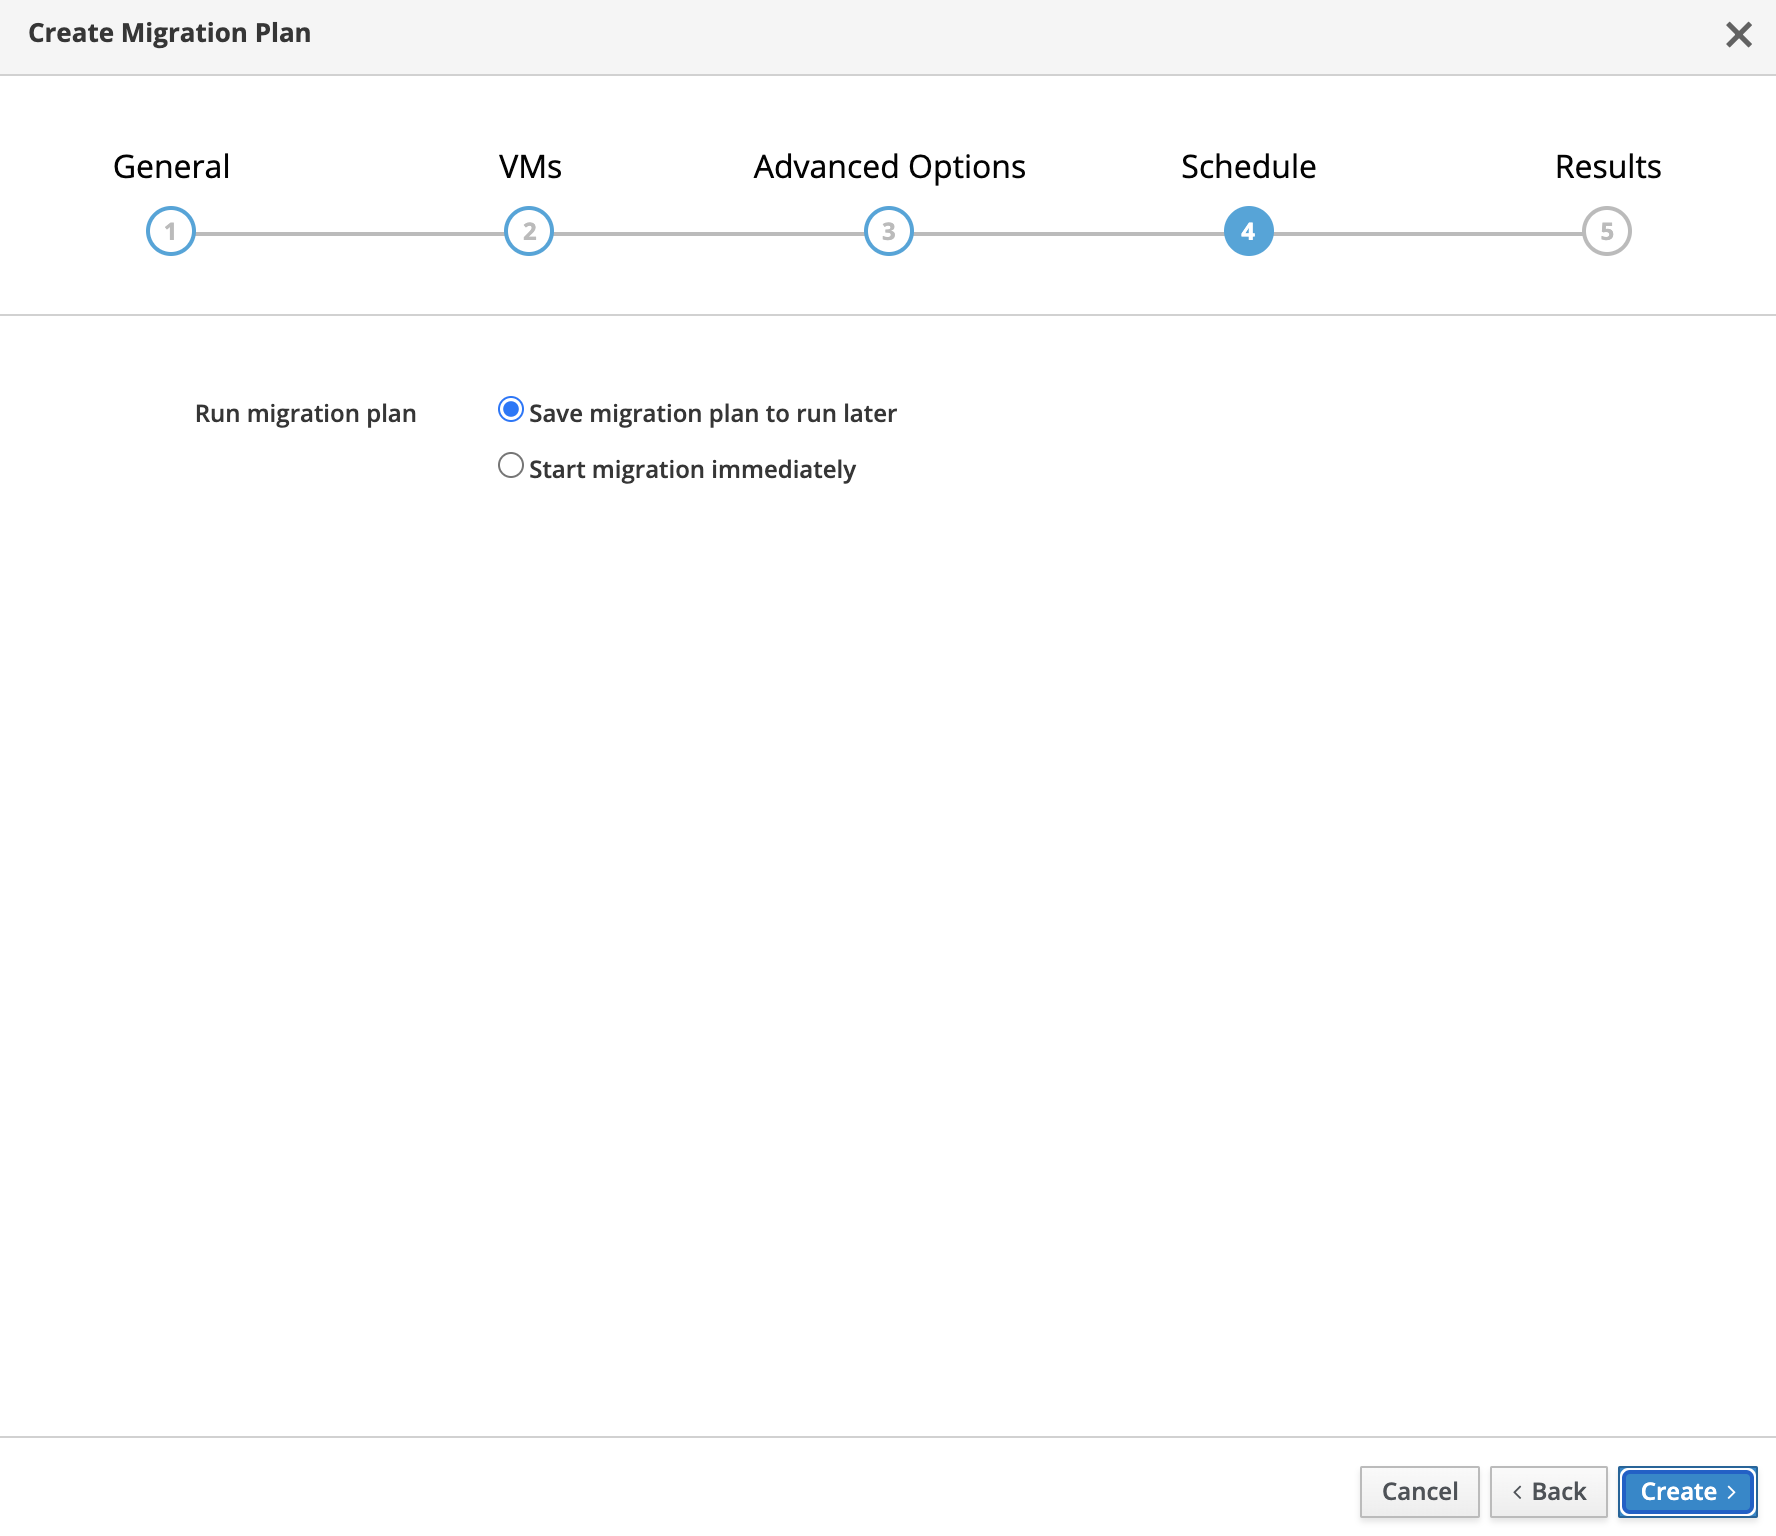 Create Migration Plan
General VMs Advanced Options Schedule Results
1 2 3 4 5
Run migration plan Save migration plan to run later
Start migration immediately
Cancel < Back Create >